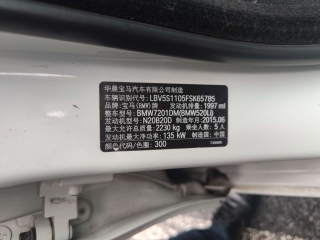 华晨宝马汽车有限公司制造
车辆识别代号: LBV5S1105FSK65785
品牌: 宝马(BMW)牌 发动机排量: 1997 ml
整车型号: BMW7201DM(BMW520Li)
发动机型号: N20B20D 制造年月: 2015.06
最大允许总质量: 2230 kg 乘坐人数: 5 人
发动机最大净功率: 135 kW 制造国: 中国
颜色代码/色号: 300